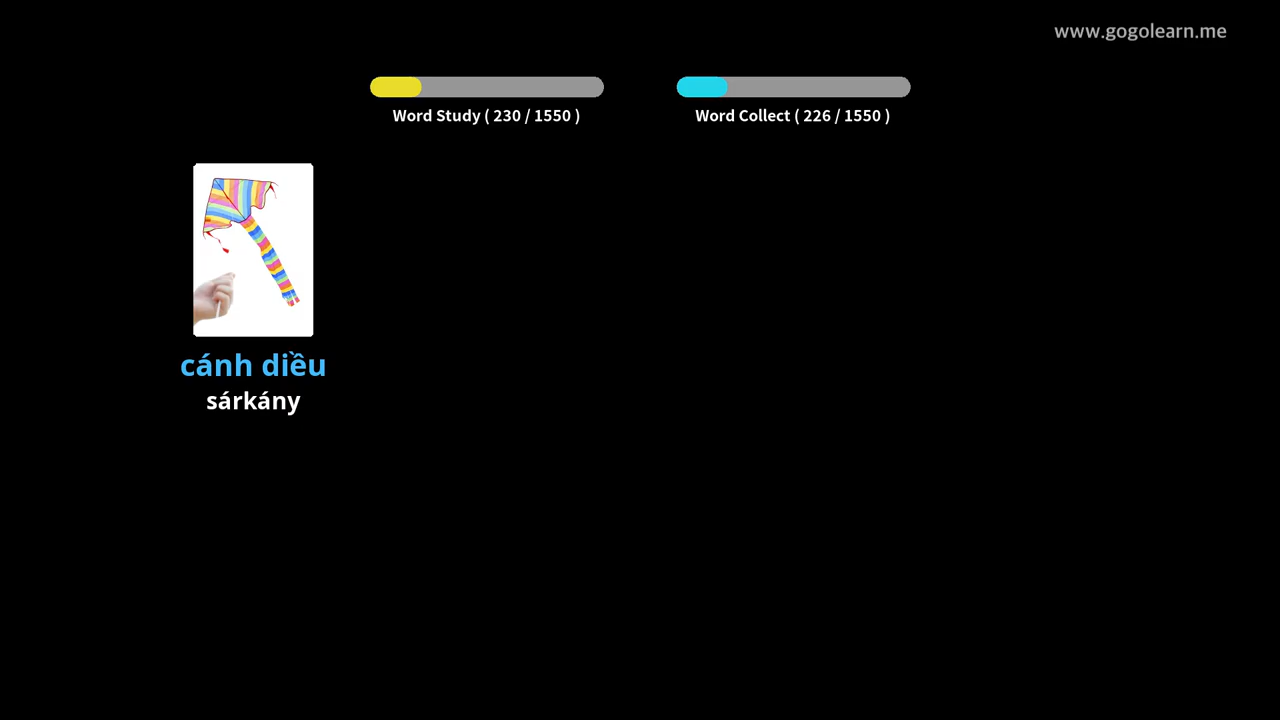 www.gogolearn.me
Word Study ( 230 / 1550 )
Word Collect ( 226 / 1550 )
cánh diều
sárkány